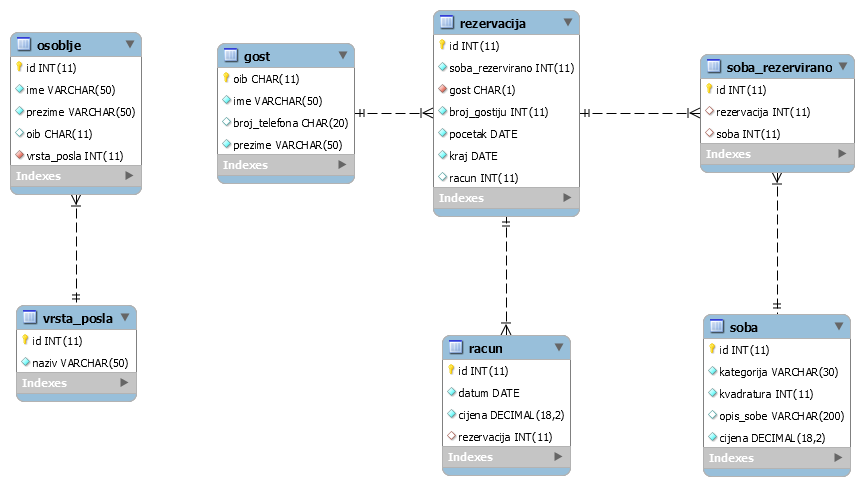 osoblje
id INT(11)
ime VARCHAR(50)
prezime VARCHAR(50)
oib CHAR(11)
vrsta_posla INT(11)
Indexes
gost
oib CHAR(11)
ime VARCHAR(50)
broj_telefona CHAR(20)
prezime VARCHAR(50)
Indexes
rezervacija
id INT(11)
soba_rezervirano INT(11)
gost CHAR(1)
broj_gostiju INT(11)
pocetak DATE
kraj DATE
racun INT(11)
Indexes
soba_rezervirano
id INT(11)
rezervacija INT(11)
soba INT(11)
Indexes
vrsta_posla
id INT(11)
naziv VARCHAR(50)
Indexes
racun
id INT(11)
datum DATE
cijena DECIMAL(18,2)
rezervacija INT(11)
Indexes
soba
id INT(11)
kategorija VARCHAR(30)
kvadratura INT(11)
opis_sobe VARCHAR(200)
cijena DECIMAL(18,2)
Indexes